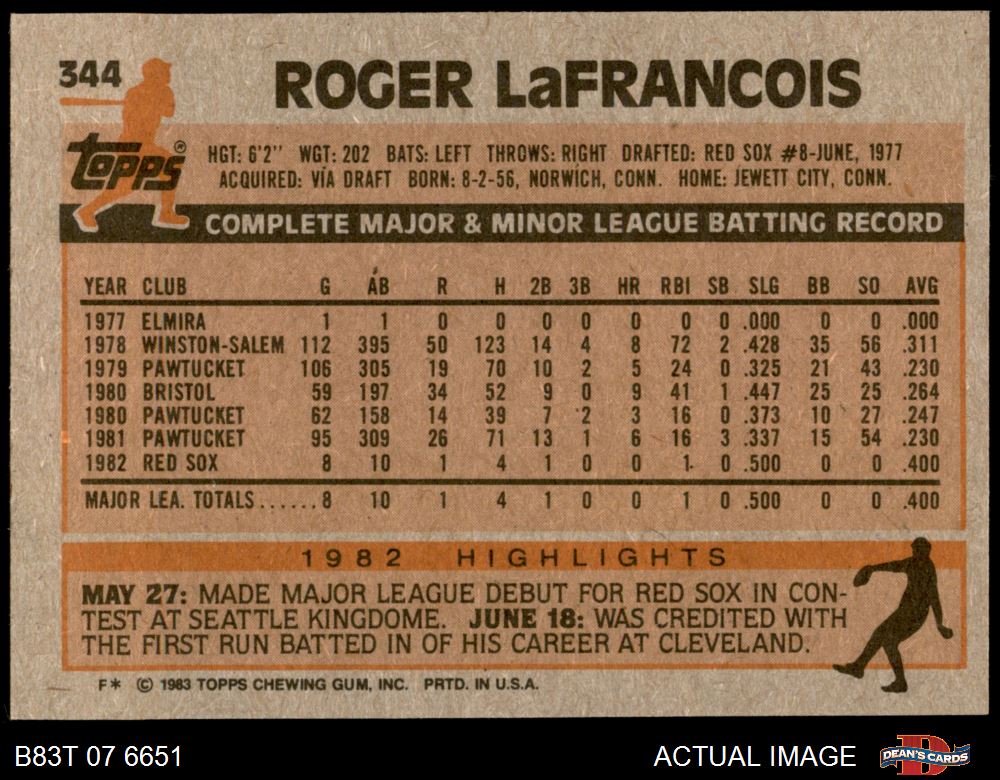 344
ROGER LaFRANCOIS
Topps®
HGT: 6'2" WGT: 202 BATS: LEFT THROWS: RIGHT DRAFTED: RED SOX #8-JUNE, 1977
ACQUIRED: VIA DRAFT BORN: 8-2-56, NORWICH, CONN. HOME: JEWETT CITY, CONN.
COMPLETE MAJOR & MINOR LEAGUE BATTING RECORD
YEAR CLUB G AB R H 2B 3B HR RBI SB SLG BB SO AVG
1977 ELMIRA 1 1 0 0 0 0 0 0 0 .000 0 0 .000
1978 WINSTON-SALEM 112 395 50 123 14 4 8 72 2 .428 35 56 .311
1979 PAWTUCKET 106 305 19 70 10 2 5 24 0 .325 21 43 .230
1980 BRISTOL 59 197 34 52 9 0 9 41 1 .447 25 25 .264
1980 PAWTUCKET 62 158 14 39 7 2 3 16 0 .373 10 27 .247
1981 PAWTUCKET 95 309 26 71 13 1 6 16 3 .337 15 54 .230
1982 RED SOX 8 10 1 4 1 0 0 1 0 .500 0 0 .400
MAJOR LEA. TOTALS......8 10 1 4 1 0 0 1 0 .500 0 0 .400
1982 HIGHLIGHTS
MAY 27: MADE MAJOR LEAGUE DEBUT FOR RED SOX IN CON-
TEST AT SEATTLE KINGDOME. JUNE 18: WAS CREDITED WITH
THE FIRST RUN BATTED IN OF HIS CAREER AT CLEVELAND.
F* © 1983 TOPPS CHEWING GUM, INC. PRTD. IN U.S.A.
B83T 07 6651
ACTUAL IMAGE
DEAN'S CARDS